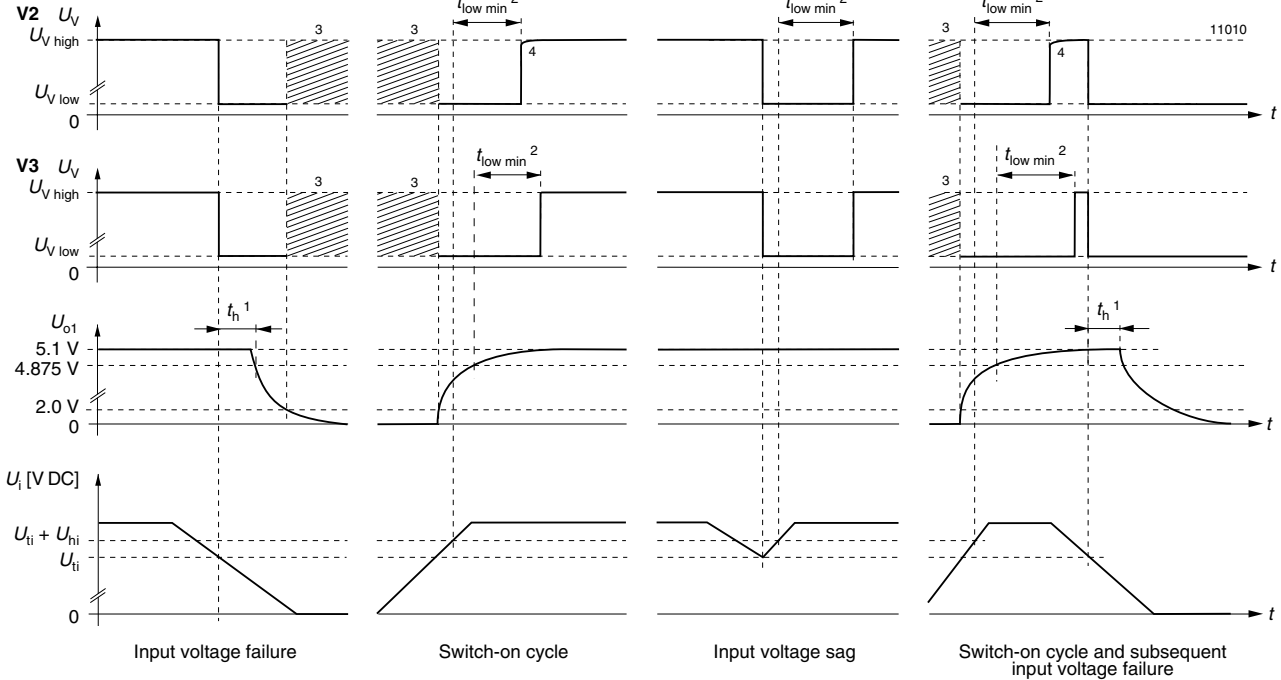 V2 U_V t_low min ² t_low min ² t_low min ²
U_V high 3 3 4 3 4 11010
U_V low
0 t
V3 U_V t_low min ² t_low min ²
U_V high 3 3 3
U_V low
0 t
U_o1 t_h ¹ t_h ¹
5.1 V
4.875 V
2.0 V
0 t
U_i [V DC]
U_ti + U_hi
U_ti
0 t
Input voltage failure Switch-on cycle Input voltage sag Switch-on cycle and subsequent
input voltage failure